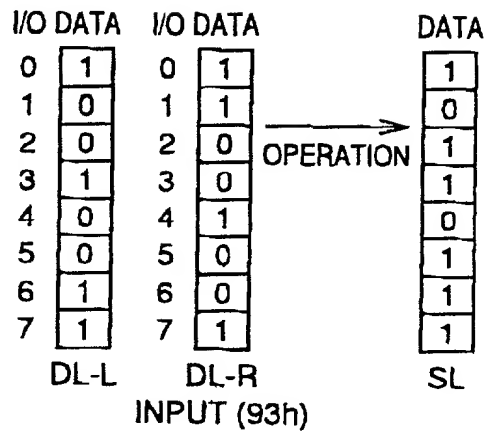 I/O DATA I/O DATA DATA
0 1 0 1 1
1 0 1 1 0
2 0 2 0 1
OPERATION
3 1 3 0 1
4 0 4 1 0
5 0 5 0 1
6 1 6 0 1
7 1 7 1 1
DL-L DL-R SL
INPUT (93h)